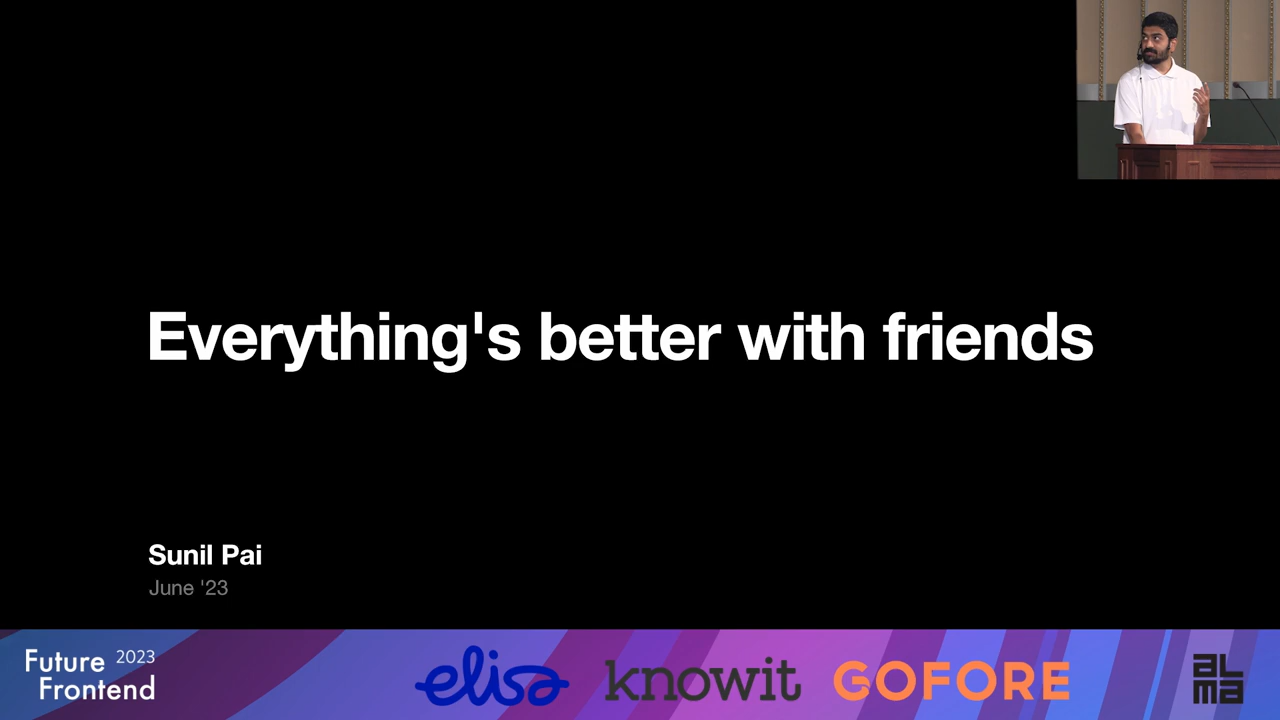 Everything's better with friends
Sunil Pai
June '23
Future 2023
Frontend
elisa
knowit
GOFORE
ALMA